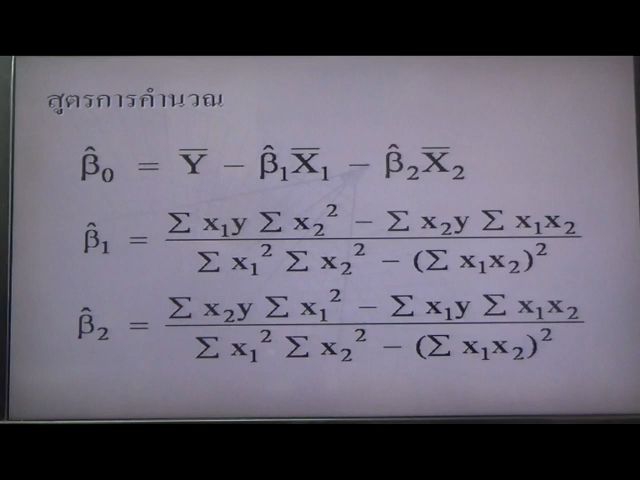 สูตรการคำนวณ
β̂₀ = Y̅ − β̂₁X̅₁ − β̂₂X̅₂
β̂₁ = (∑ x₁y ∑ x₂² − ∑ x₂y ∑ x₁x₂) / (∑ x₁² ∑ x₂² − (∑ x₁x₂)²)
β̂₂ = (∑ x₂y ∑ x₁² − ∑ x₁y ∑ x₁x₂) / (∑ x₁² ∑ x₂² − (∑ x₁x₂)²)